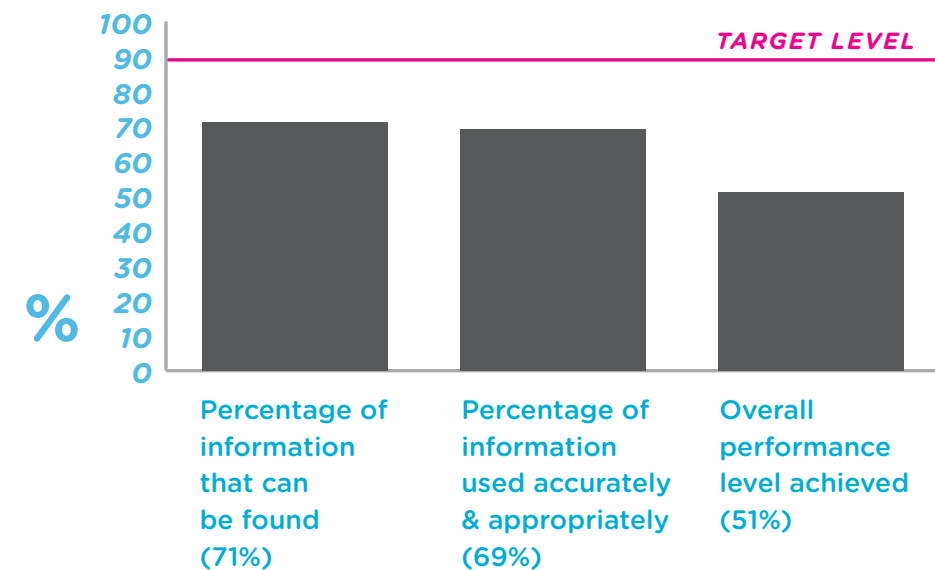 100
TARGET LEVEL
90
80
70
60
50
40
30
20
%
10
0
Percentage of
information
that can
be found
(71%)
Percentage of
information
used accurately
& appropriately
(69%)
Overall
performance
level achieved
(51%)